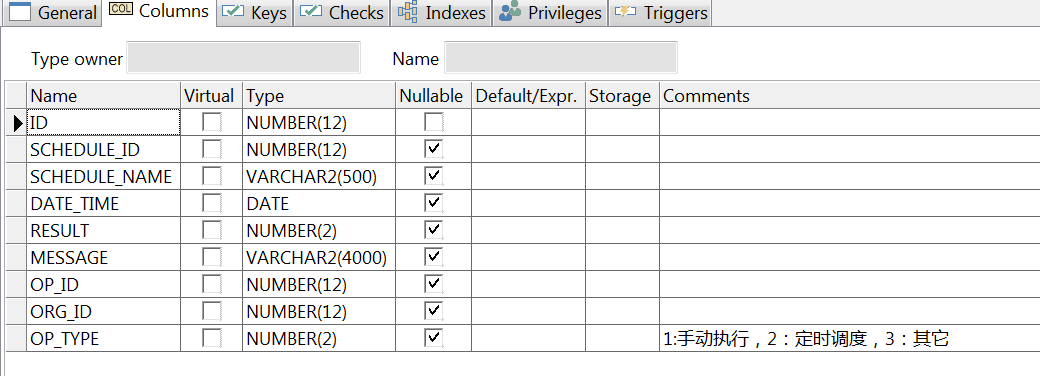 General Columns Keys Checks Indexes Privileges Triggers
Type owner Name
Name Virtual Type Nullable Default/Expr. Storage Comments
ID NUMBER(12)
SCHEDULE_ID NUMBER(12)
SCHEDULE_NAME VARCHAR2(500)
DATE_TIME DATE
RESULT NUMBER(2)
MESSAGE VARCHAR2(4000)
OP_ID NUMBER(12)
ORG_ID NUMBER(12)
OP_TYPE NUMBER(2) 1:手动执行，2：定时调度，3：其它